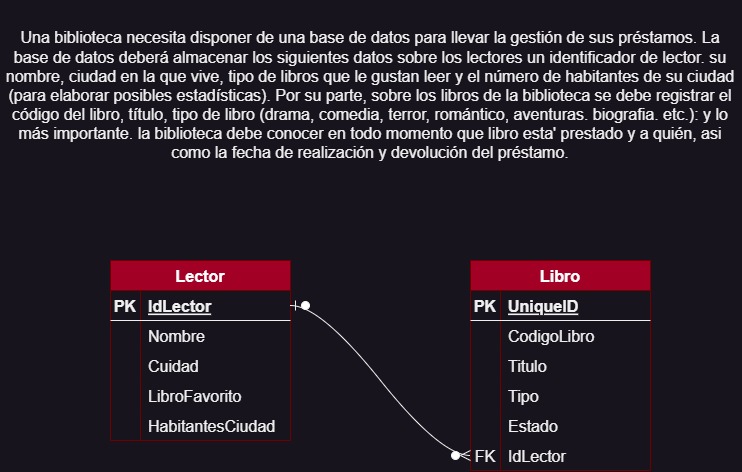 Una biblioteca necesita disponer de una base de datos para llevar la gestión de sus préstamos. La
base de datos deberá almacenar los siguientes datos sobre los lectores un identificador de lector. su
nombre, ciudad en la que vive, tipo de libros que le gustan leer y el número de habitantes de su ciudad
(para elaborar posibles estadísticas). Por su parte, sobre los libros de la biblioteca se debe registrar el
código del libro, título, tipo de libro (drama, comedia, terror, romántico, aventuras. biografia. etc.): y lo
más importante. la biblioteca debe conocer en todo momento que libro esta' prestado y a quién, asi
como la fecha de realización y devolución del préstamo.
Lector
PK IdLector
Nombre
Cuidad
LibroFavorito
HabitantesCiudad
Libro
PK UniqueID
CodigoLibro
Titulo
Tipo
Estado
FK IdLector